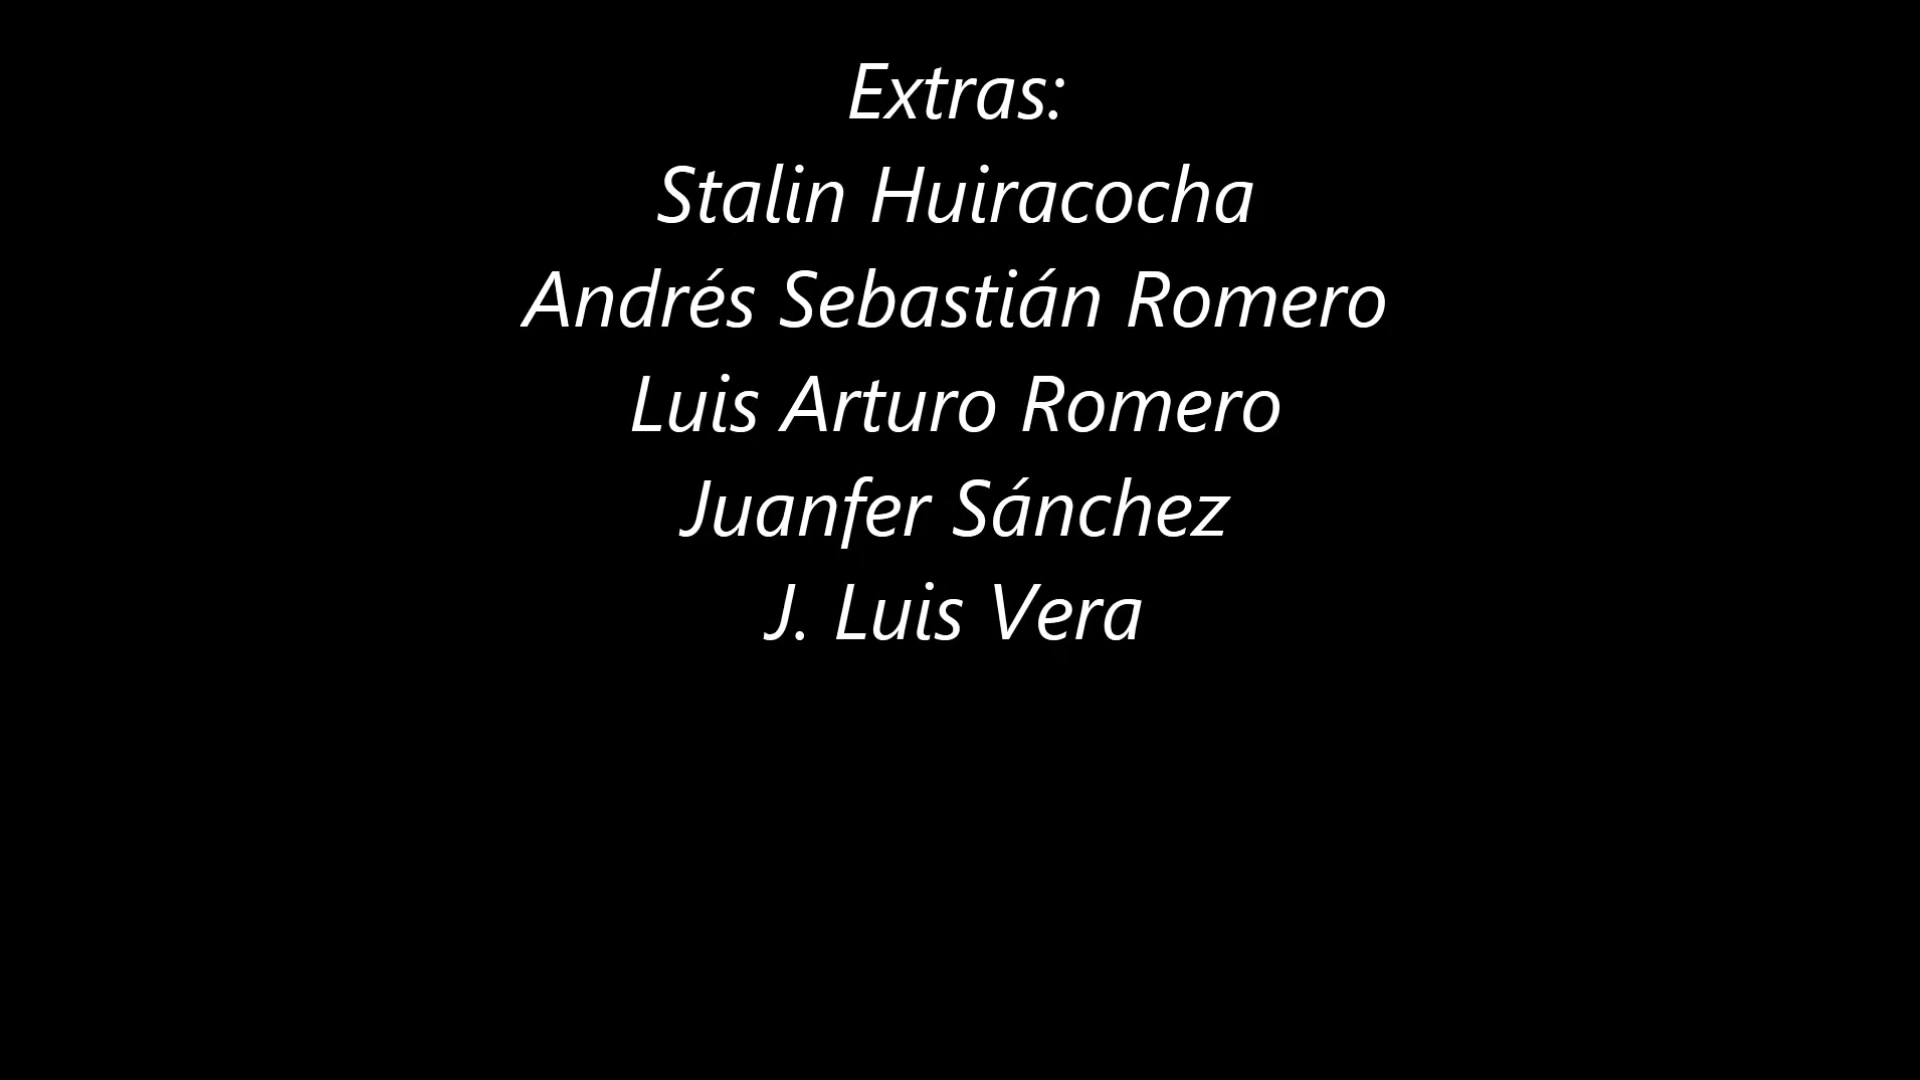 Extras:
Stalin Huiracocha
Andrés Sebastián Romero
Luis Arturo Romero
Juanfer Sánchez
J. Luis Vera